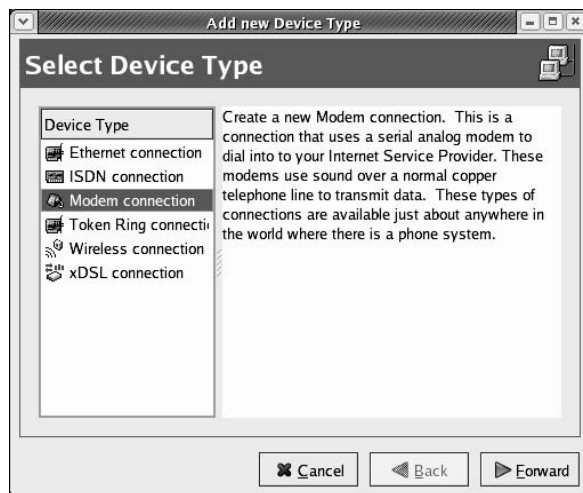 Add new Device Type
Select Device Type
Device Type
Ethernet connection
ISDN connection
Modem connection
Token Ring connecti
Wireless connection
xDSL connection
Create a new Modem connection. This is a
connection that uses a serial analog modem to
dial into to your Internet Service Provider. These
modems use sound over a normal copper
telephone line to transmit data. These types of
connections are available just about anywhere in
the world where there is a phone system.
Cancel
Back
Forward